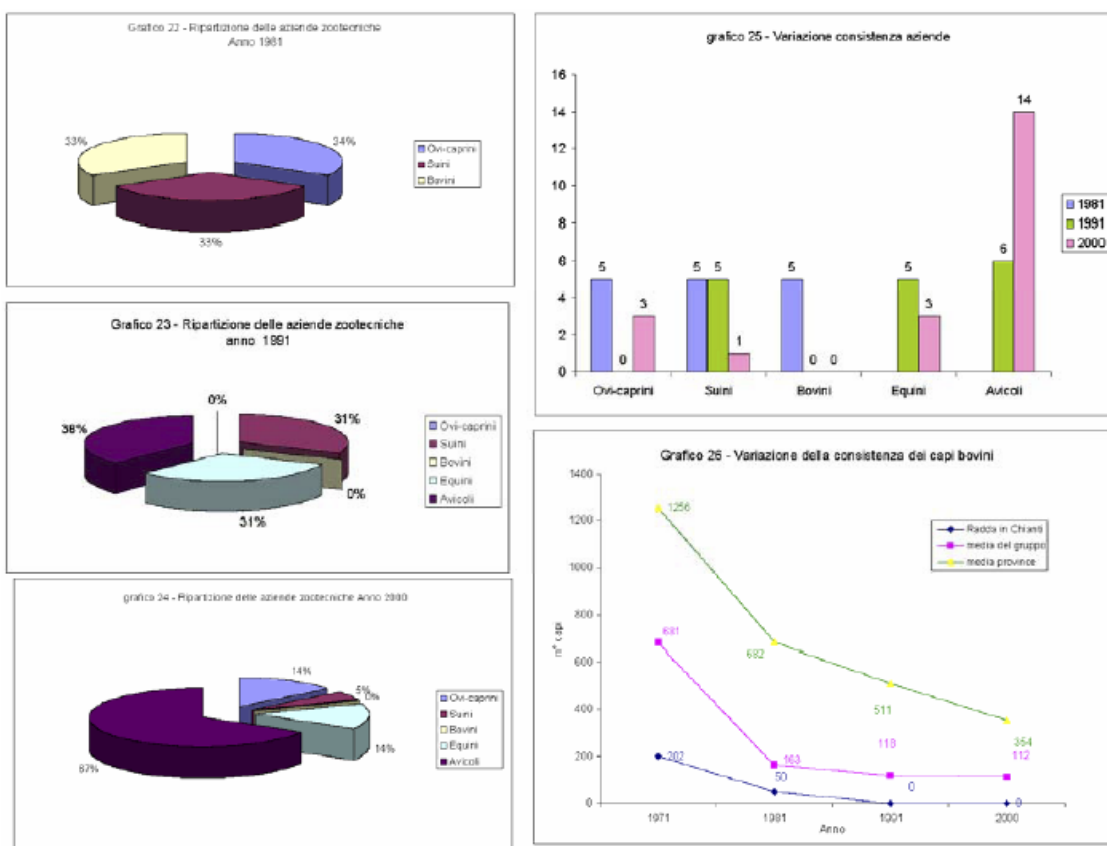 Grafico 22 - Ripartizione delle aziende zootecniche
Anno 1981
33%
34%
33%
Ovi-caprini
Suini
Bovini
Grafico 23 - Ripartizione delle aziende zootecniche
anno 1991
0%
38%
31%
0%
31%
Ovi-caprini
Suini
Bovini
Equini
Avicoli
grafico 24 - Ripartizione delle aziende zootecniche Anno 2000
14%
5%
0%
14%
67%
Ovi-caprini
Suini
Bovini
Equini
Avicoli
grafico 25 - Variazione consistenza aziende
16
14
12
10
8
6
4
2
0
5
0
3
5
5
1
5
0
0
5
3
6
14
Ovi-caprini
Suini
Bovini
Equini
Avicoli
1981
1991
2000
Grafico 26 - Variazione della consistenza dei capi bovini
1400
1200
1000
800
600
400
200
0
n° capi
1256
681
202
682
163
50
511
118
0
354
112
0
1971
1981
1991
2000
Anno
Radda in Chianti
media del gruppo
media province